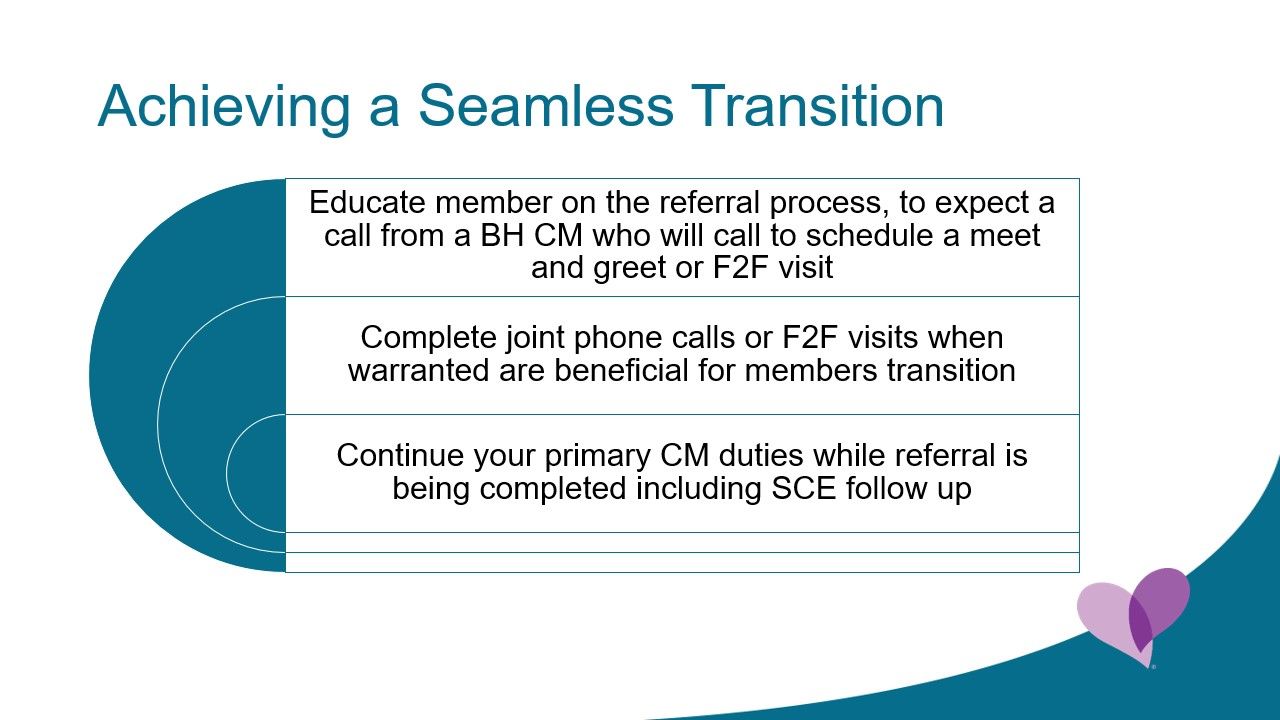 Achieving a Seamless Transition
Educate member on the referral process, to expect a
call from a BH CM who will call to schedule a meet
and greet or F2F visit
Complete joint phone calls or F2F visits when
warranted are beneficial for members transition
Continue your primary CM duties while referral is
being completed including SCE follow up
®